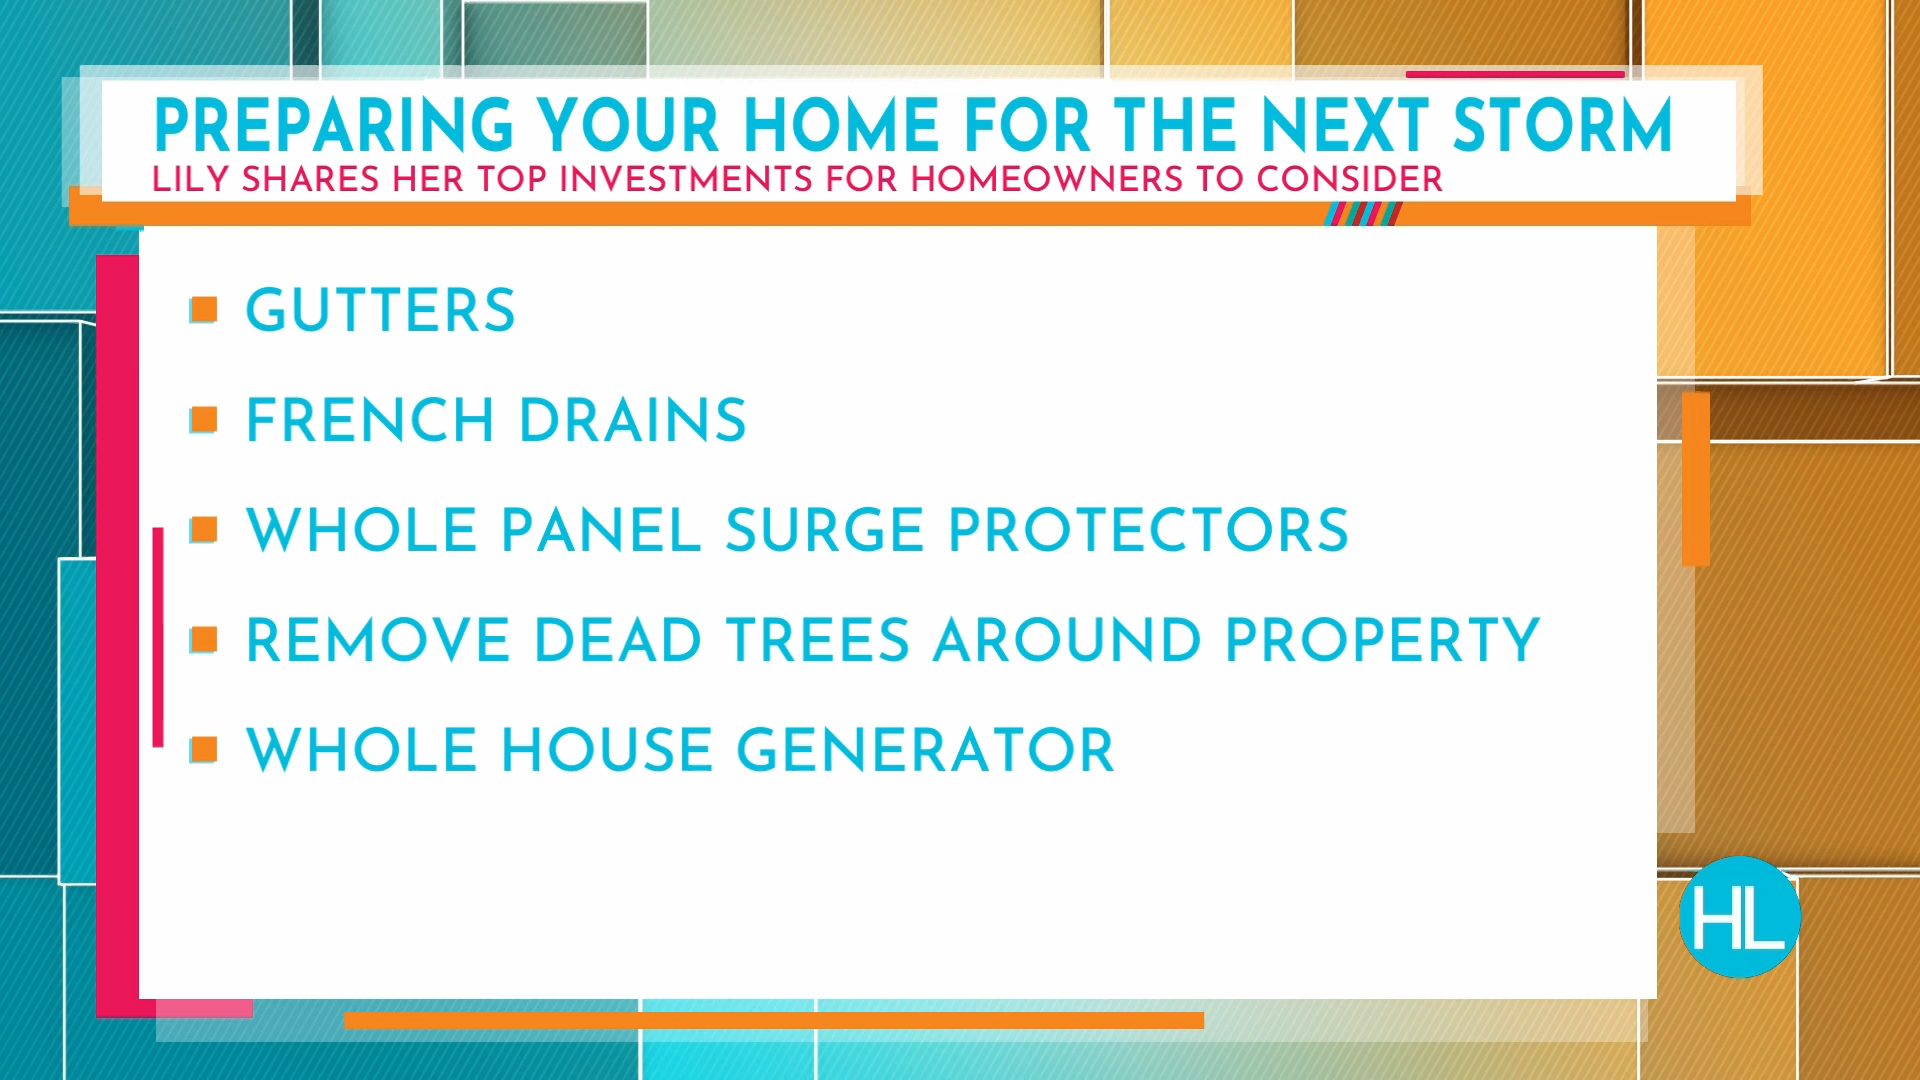 PREPARING YOUR HOME FOR THE NEXT STORM
LILY SHARES HER TOP INVESTMENTS FOR HOMEOWNERS TO CONSIDER
GUTTERS
FRENCH DRAINS
WHOLE PANEL SURGE PROTECTORS
REMOVE DEAD TREES AROUND PROPERTY
WHOLE HOUSE GENERATOR
HL